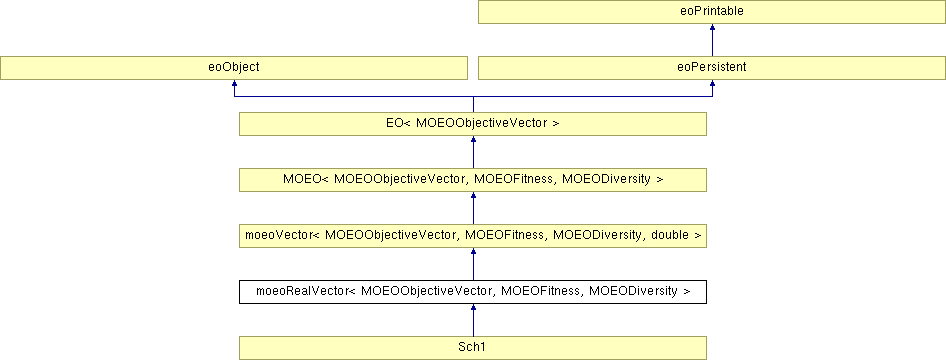 eoPrintable
eoObject
eoPersistent
EO< MOEOObjectiveVector >
MOEO< MOEOObjectiveVector, MOEOFitness, MOEODiversity >
moeoVector< MOEOObjectiveVector, MOEOFitness, MOEODiversity, double >
moeoRealVector< MOEOObjectiveVector, MOEOFitness, MOEODiversity >
Sch1